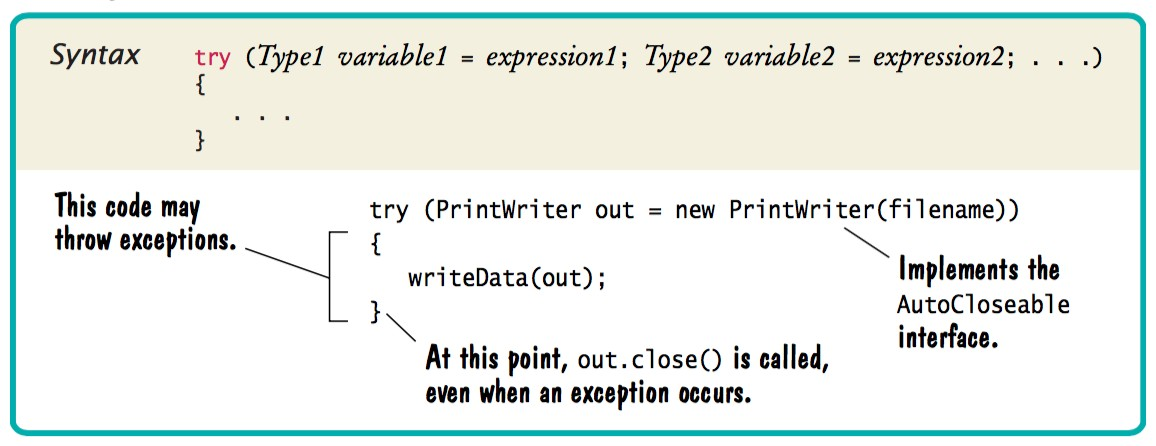 Syntax try (Type1 variable1 = expression1; Type2 variable2 = expression2; . . .)
{
. . .
}
This code may
throw exceptions.
try (PrintWriter out = new PrintWriter(filename))
{
writeData(out);
}
Implements the
AutoCloseable
interface.
At this point, out.close() is called,
even when an exception occurs.